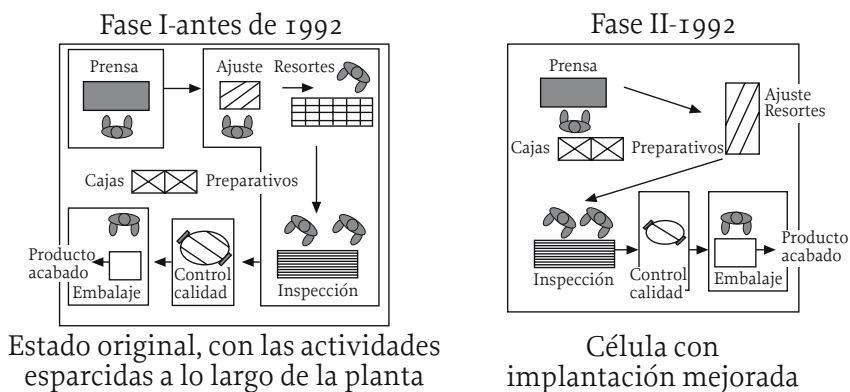 Fase I-antes de 1992
Prensa
Ajuste
Resortes
Cajas
Preparativos
Producto
acabado
Embalaje
Control
calidad
Inspección
Estado original, con las actividades
esparcidas a lo largo de la planta
Fase II-1992
Prensa
Ajuste
Resortes
Cajas
Preparativos
Inspección
Control
calidad
Embalaje
Producto
acabado
Célula con
implantación mejorada